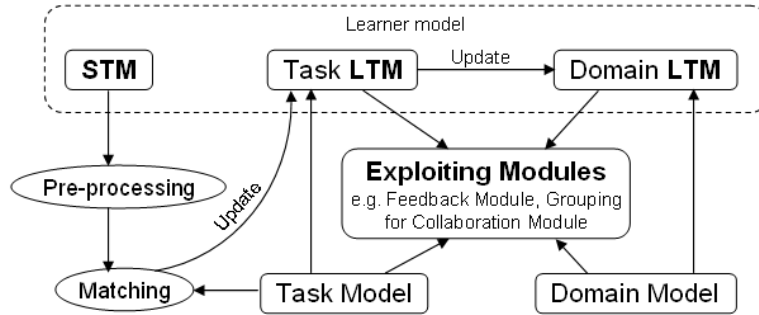 Learner model
STM
Task LTM
Update
Domain LTM
Exploiting Modules
e.g. Feedback Module, Grouping
for Collaboration Module
Pre-processing
Update
Matching
Task Model
Domain Model